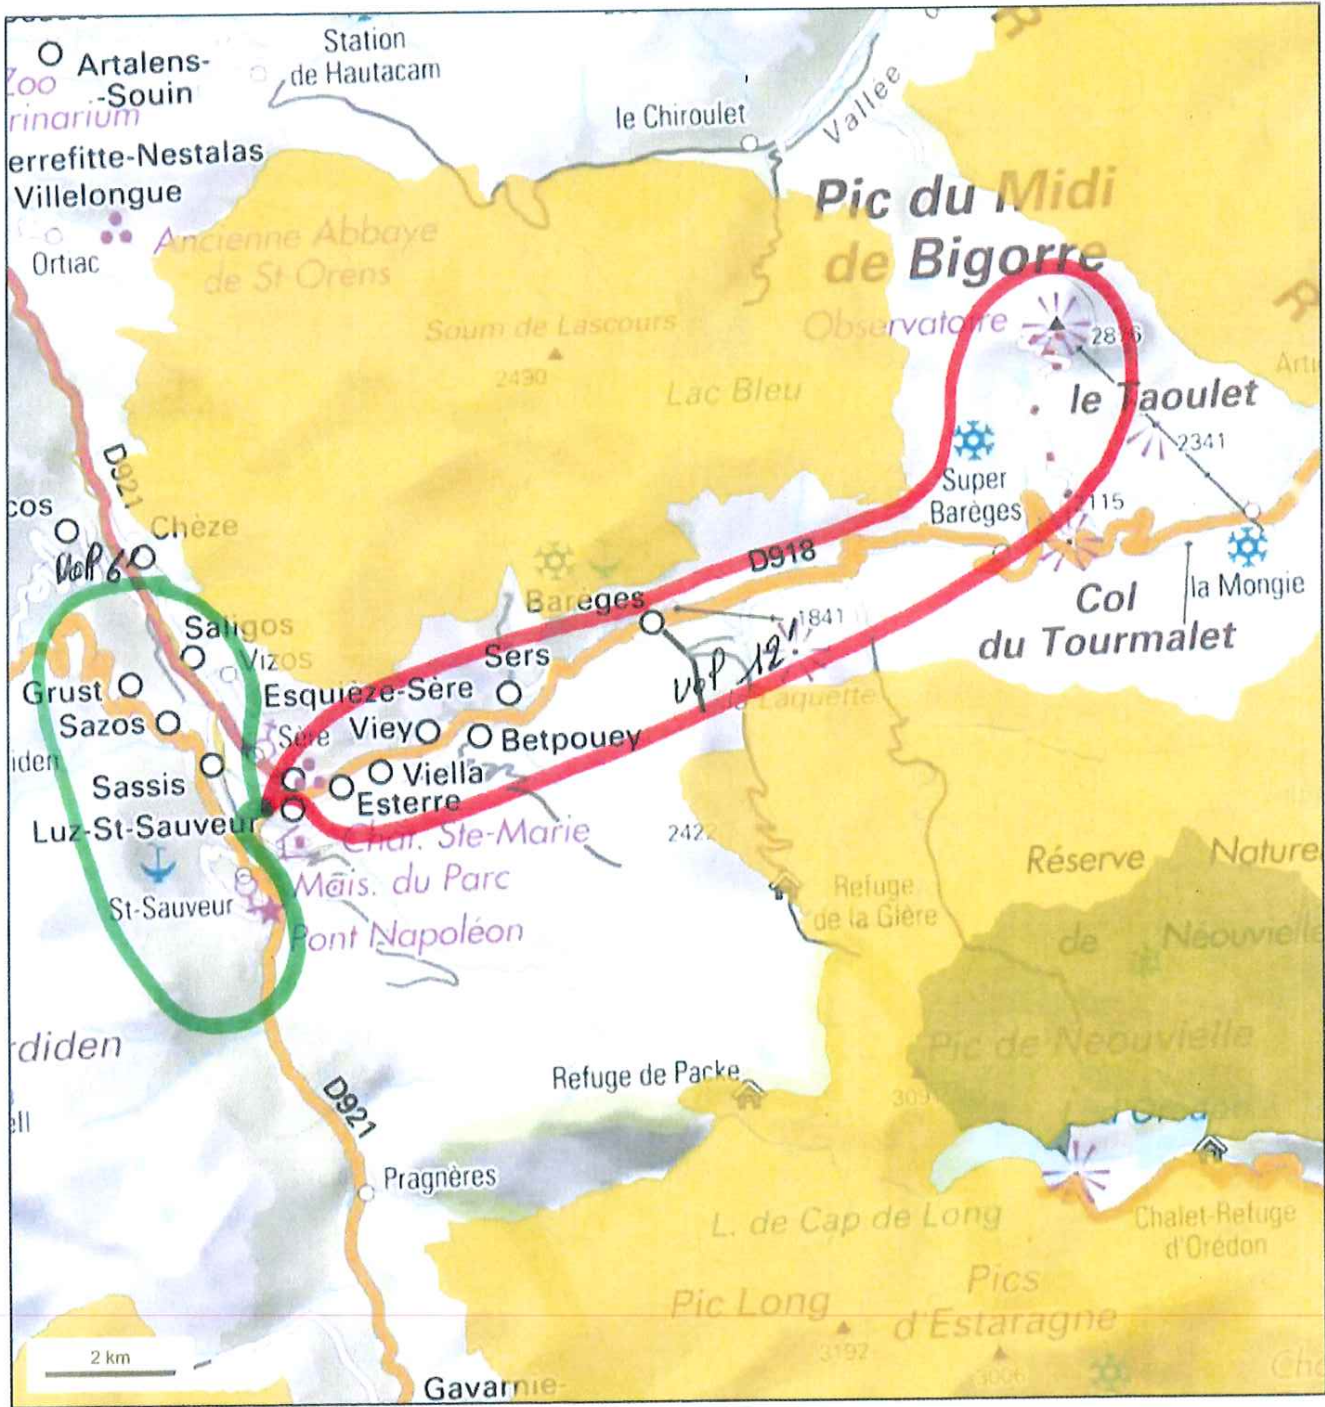 Artalens-
-Souin
Zoo
rinarium
errefitte-Nestalas
Villelongue
Ortiac
Ancienne Abbaye
de St Orens
Station
de Hautacam
le Chiroulet
Vallée
Pic du Midi
de Bigorre
Observatoire
2876
Soum de Lascours
2490
Lac Bleu
le Taoulet
2341
Super
Barèges
2115
D921
cos
Chèze
D918
Col
du Tourmalet
la Mongie
Barèges
1841
Saligos
Vizos
Sers
Grust
Esquièze-Sère
Sazos
Sère
Viey
Betpouey
iden
Sassis
Viella
Esterre
Luz-St-Sauveur
Ste-Marie
2422
Mais. du Parc
St-Sauveur
Pont Napoléon
Refuge
de la Glère
Réserve
Nature
de
Néouvielle
Pic de Néouvielle
rdiden
Refuge de Packe
D921
Pragnères
L. de Cap de Long
Chalet-Refuge
d'Orédon
Pics
d'Estaragne
Pic Long
3192
3006
2 km
Gavarnie-